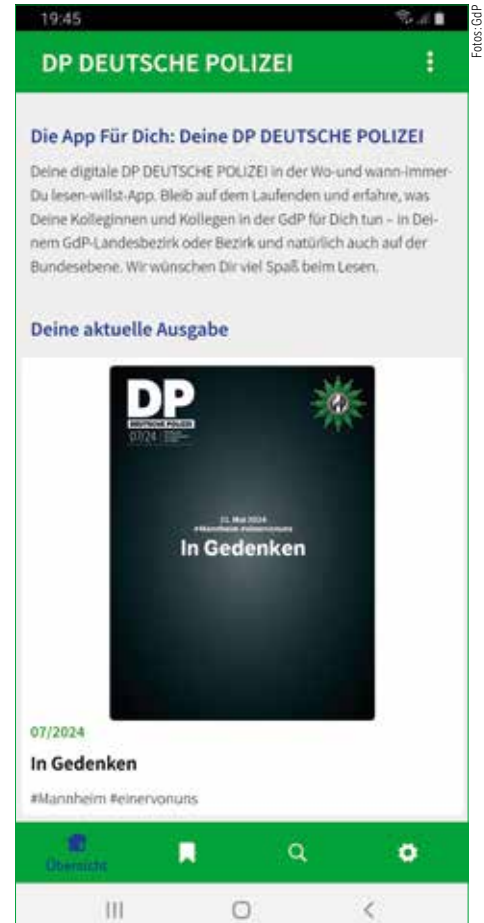 19:45
DP DEUTSCHE POLIZEI
Fotos: GdP
Die App Für Dich: Deine DP DEUTSCHE POLIZEI
Deine digitale DP DEUTSCHE POLIZEI in der Wo-und wann-immer-
Du lesen-willst-App. Bleib auf dem Laufenden und erfahre, was
Deine Kolleginnen und Kollegen in der GdP für Dich tun – in Dei-
nem GdP-Landesbezirk oder Bezirk und natürlich auch auf der
Bundesebene. Wir wünschen Dir viel Spaß beim Lesen.
Deine aktuelle Ausgabe
DP
DEUTSCHE POLIZEI
07/24
31. Mai 2024
#Mannheim #einervonuns
In Gedenken
07/2024
In Gedenken
#Mannheim #einervonuns
Übersicht